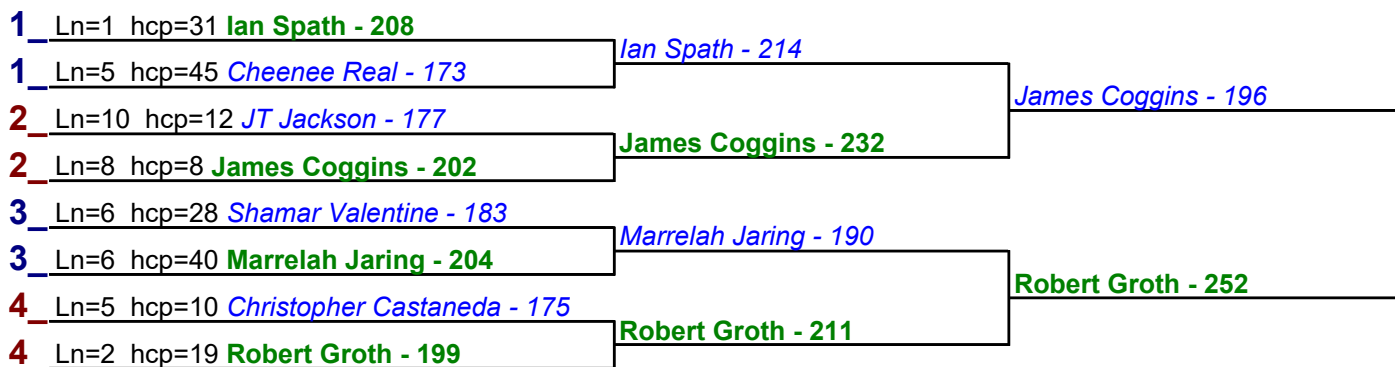 1_ Ln=1 hcp=31 Ian Spath - 208
Ian Spath - 214
1_ Ln=5 hcp=45 Cheenee Real - 173
James Coggins - 196
2_ Ln=10 hcp=12 JT Jackson - 177
James Coggins - 232
2_ Ln=8 hcp=8 James Coggins - 202
3_ Ln=6 hcp=28 Shamar Valentine - 183
Marrelah Jaring - 190
3_ Ln=6 hcp=40 Marrelah Jaring - 204
Robert Groth - 252
4_ Ln=5 hcp=10 Christopher Castaneda - 175
Robert Groth - 211
4 Ln=2 hcp=19 Robert Groth - 199